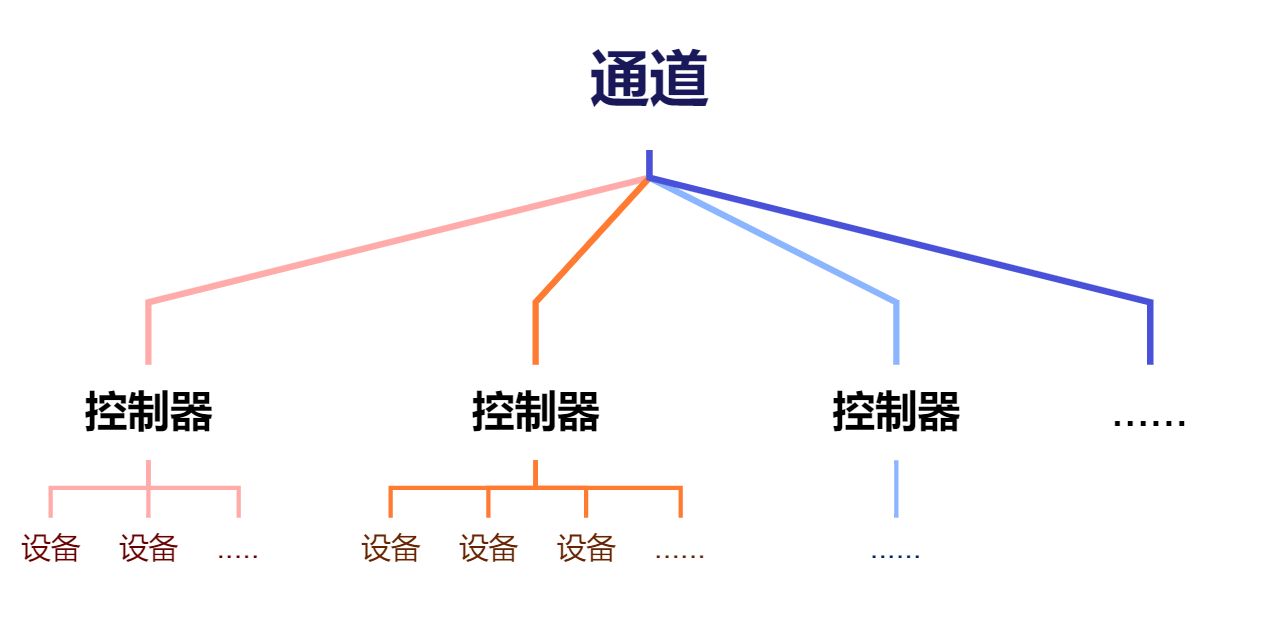 通道
控制器 控制器 控制器 ......
设备 设备 ..... 设备 设备 设备 ...... ......